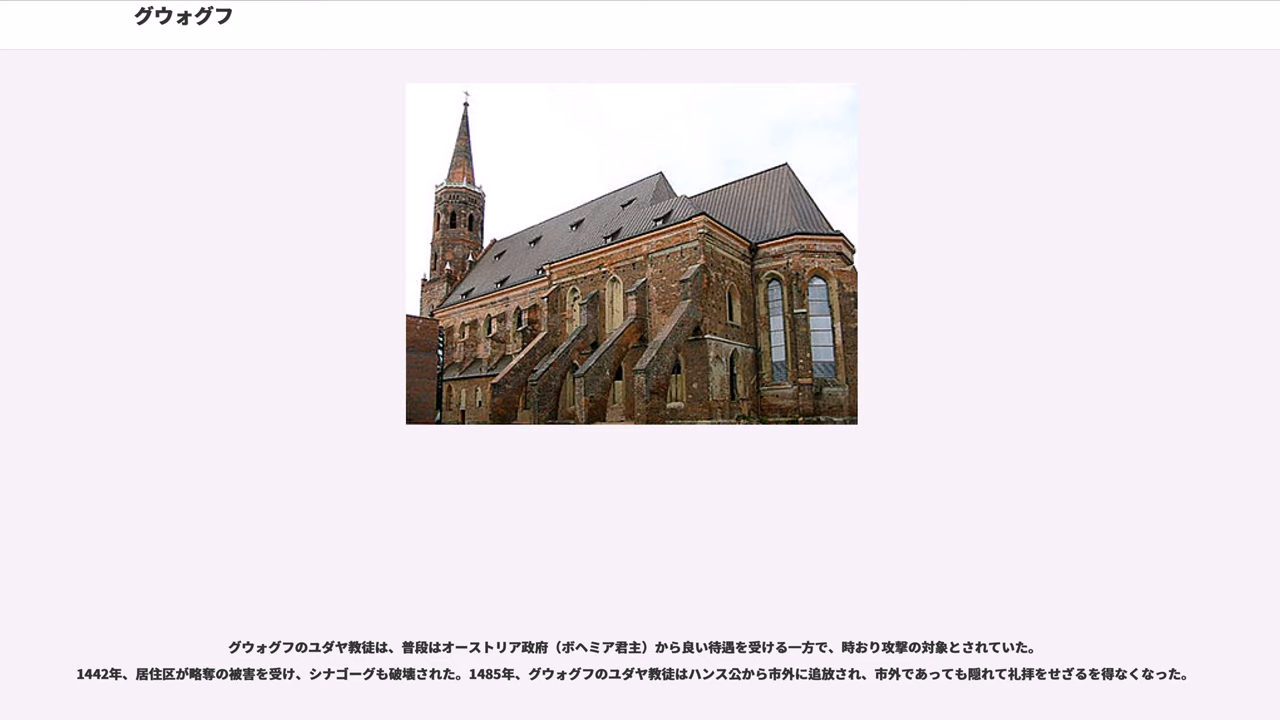 グウォグフ
グウォグフのユダヤ教徒は、普段はオーストリア政府（ボヘミア君主）から良い待遇を受ける一方で、時おり攻撃の対象とされていた。
1442年、居住区が略奪の被害を受け、シナゴーグも破壊された。1485年、グウォグフのユダヤ教徒はハンス公から市外に追放され、市外であっても隠れて礼拝をせざるを得なくなった。